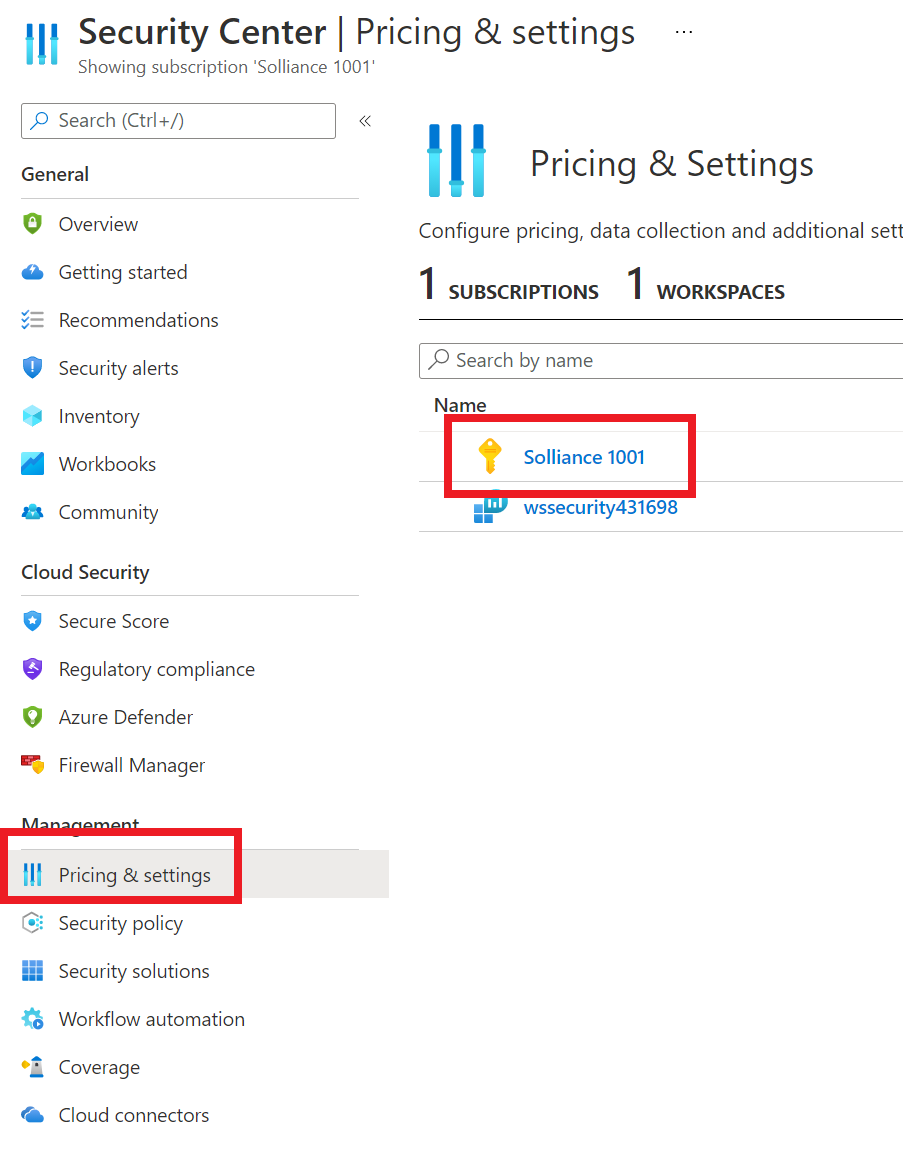 Security Center | Pricing & settings ...
Showing subscription 'Solliance 1001'
Search (Ctrl+/)
«
General
Overview
Getting started
Recommendations
Security alerts
Inventory
Workbooks
Community
Cloud Security
Secure Score
Regulatory compliance
Azure Defender
Firewall Manager
Management
Pricing & settings
Security policy
Security solutions
Workflow automation
Coverage
Cloud connectors
Pricing & Settings
Configure pricing, data collection and additional sett
1 SUBSCRIPTIONS 1 WORKSPACES
Search by name
Name
Solliance 1001
wssecurity431698